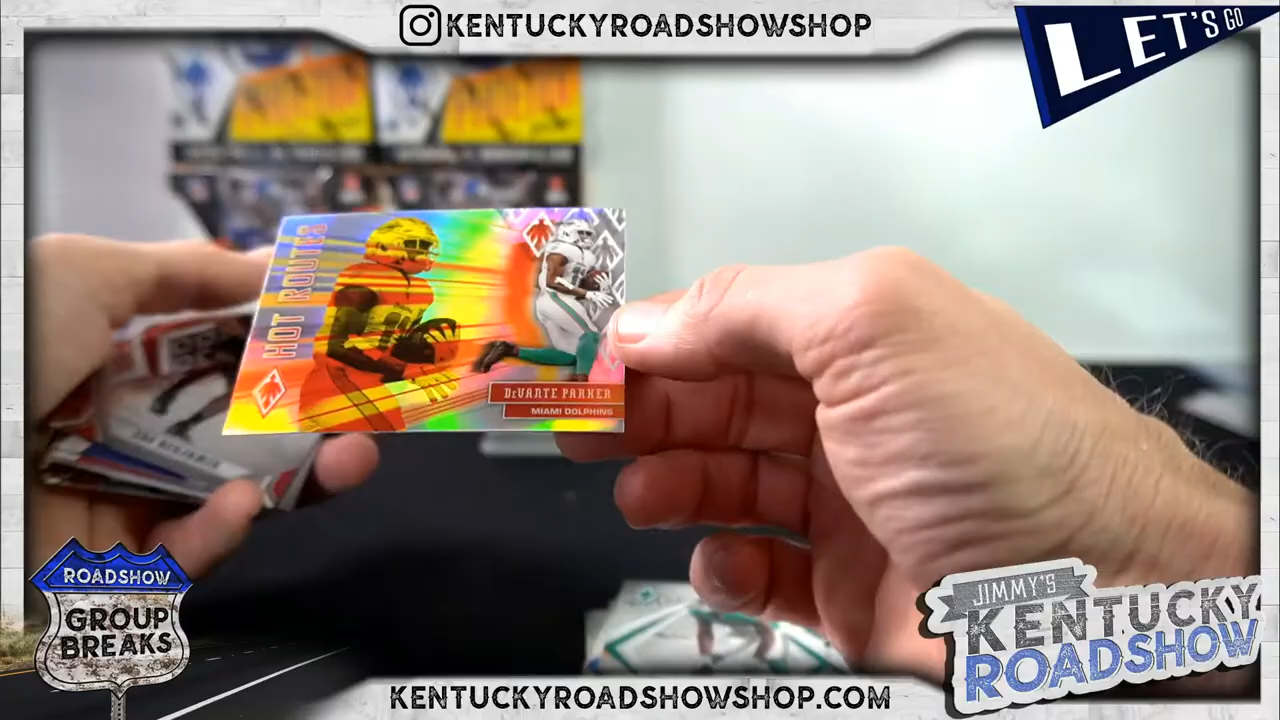 KENTUCKYROADSHOWSHOP
LET'S GO
HOT ROUTES
DEVANTE PARKER
MIAMI DOLPHINS
ROADSHOW
GROUP
BREAKS
JIMMY'S
KENTUCKY
ROADSHOW
KENTUCKYROADSHOWSHOP.COM